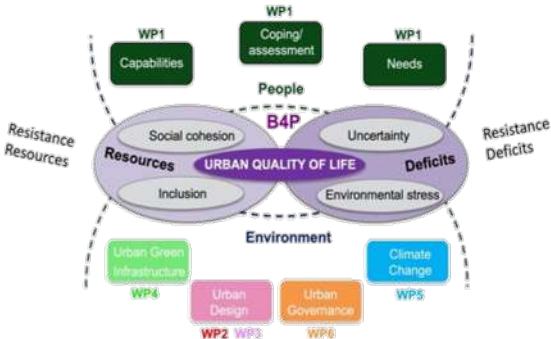 WP1
WP1
WP1
Capabilities
Coping/
assessment
Needs
People
B4P
Resistance
Resources
Social cohesion
Uncertainty
Resistance
Deficits
Resources
URBAN QUALITY OF LIFE
Deficits
Inclusion
Environmental stress
Environment
Urban Green
Infrastructure
WP4
Urban
Design
WP2 WP3
Urban
Governance
WP6
Climate
Change
WP5